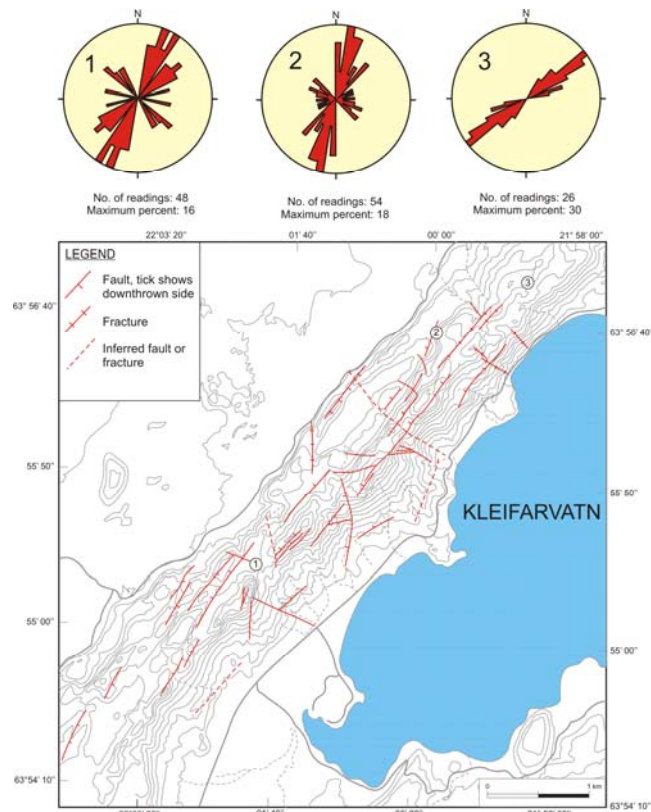 N
N
N
1
2
3
No. of readings: 48
Maximum percent: 16
No. of readings: 54
Maximum percent: 18
No. of readings: 26
Maximum percent: 30
22° 03' 20"
01' 40"
00' 00"
21° 58' 00"
LEGEND
Fault, tick shows
downthrown side
Fracture
Inferred fault or
fracture
63° 56' 40"
63° 56' 40"
3
2
55' 50"
55' 50"
KLEIFARVATN
1
55' 00"
55' 00"
0
1 km
63° 54' 10"
63° 54' 10"